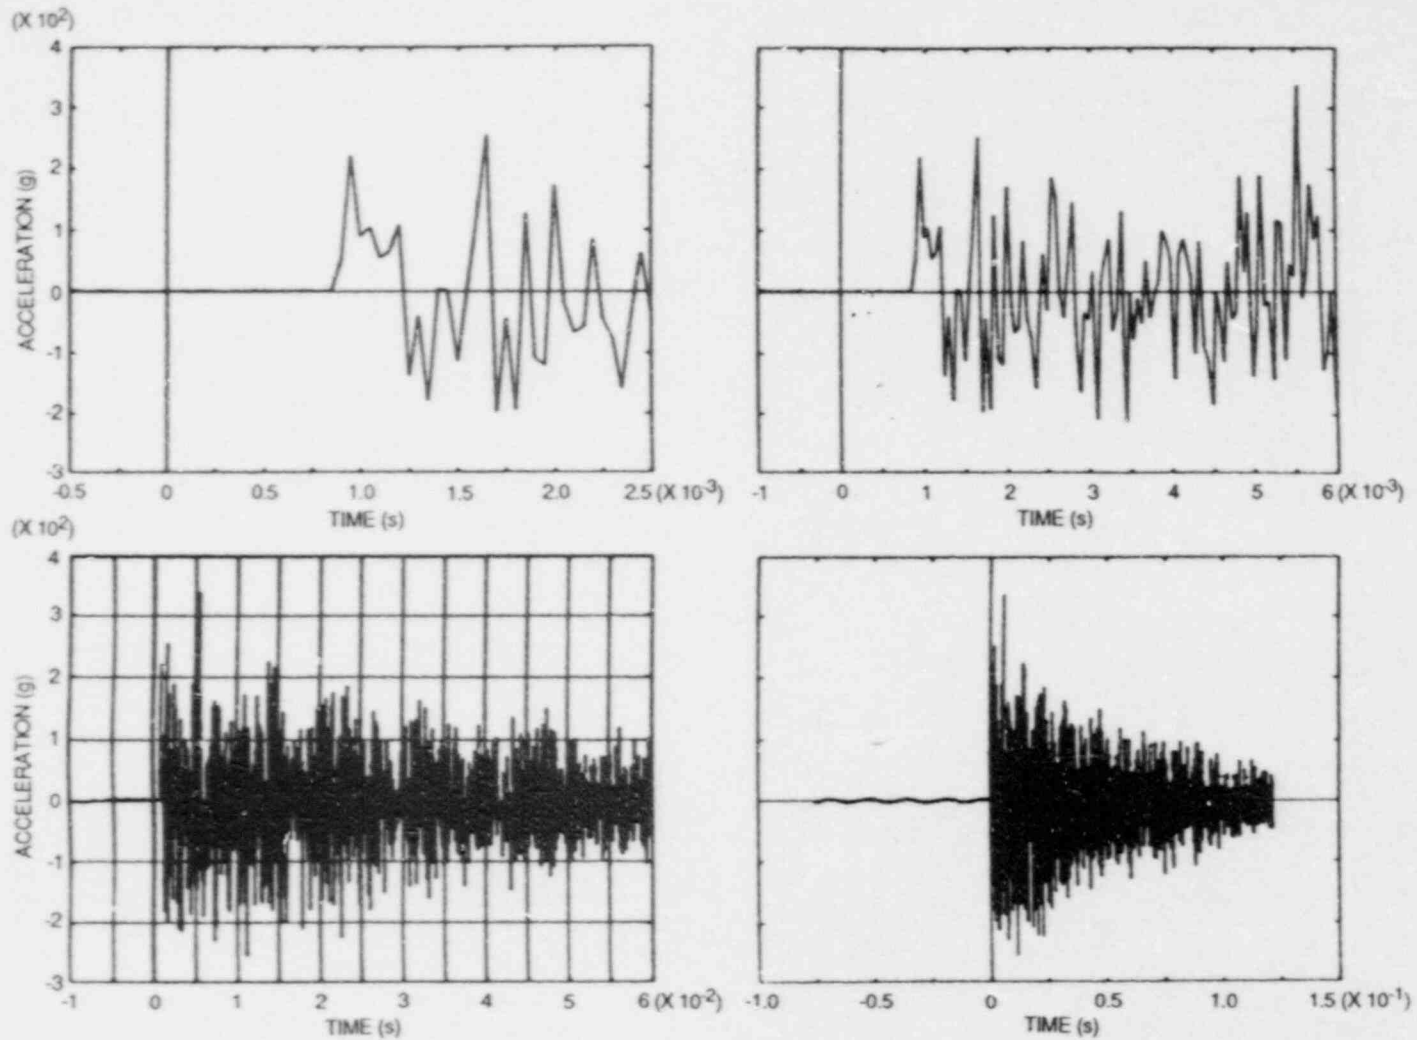 (X 10²)
4
3
2
1
0
-1
-2
-3
ACCELERATION (g)
-0.5 0 0.5 1.0 1.5 2.0 2.5 (X 10⁻³)
TIME (s)
-1 0 1 2 3 4 5 6 (X 10⁻³)
TIME (s)
(X 10²)
4
3
2
1
0
-1
-2
-3
ACCELERATION (g)
-1 0 1 2 3 4 5 6 (X 10⁻²)
TIME (s)
-1.0 -0.5 0 0.5 1.0 1.5 (X 10⁻¹)
TIME (s)